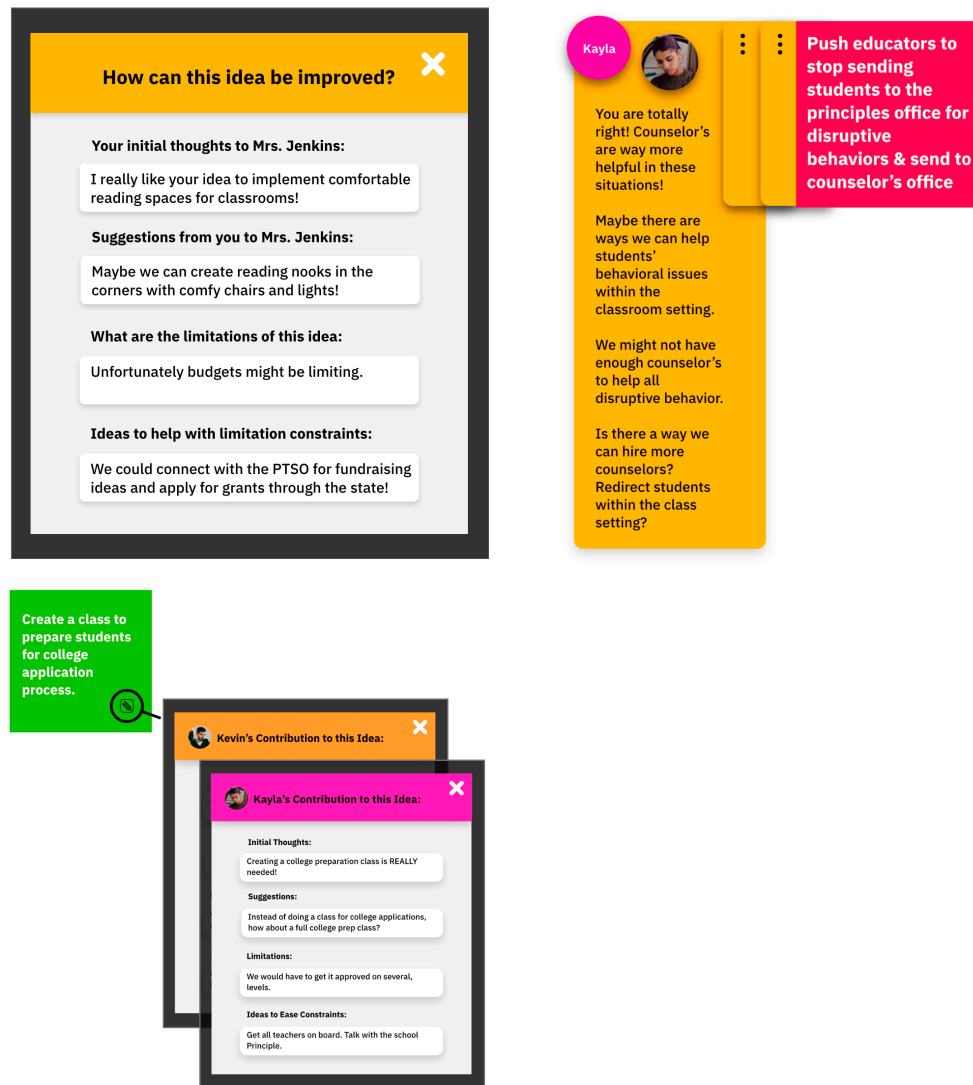 How can this idea be improved?
Your initial thoughts to Mrs. Jenkins:
I really like your idea to implement comfortable
reading spaces for classrooms!
Suggestions from you to Mrs. Jenkins:
Maybe we can create reading nooks in the
corners with comfy chairs and lights!
What are the limitations of this idea:
Unfortunately budgets might be limiting.
Ideas to help with limitation constraints:
We could connect with the PTSO for fundraising
ideas and apply for grants through the state!
Kayla
You are totally
right! Counselor's
are way more
helpful in these
situations!
Maybe there are
ways we can help
students'
behavioral issues
within the
classroom setting.
We might not have
enough counselor's
to help all
disruptive behavior.
Is there a way we
can hire more
counselors?
Redirect students
within the class
setting?
Push educators to
stop sending
students to the
principles office for
disruptive
behaviors & send to
counselor's office
Create a class to
prepare students
for college
application
process.
Kevin's Contribution to this Idea:
Kayla's Contribution to this Idea:
Initial Thoughts:
Creating a college preparation class is REALLY
needed!
Suggestions:
Instead of doing a class for college applications,
how about a full college prep class?
Limitations:
We would have to get it approved on several,
levels.
Ideas to Ease Constraints:
Get all teachers on board. Talk with the school
Principle.